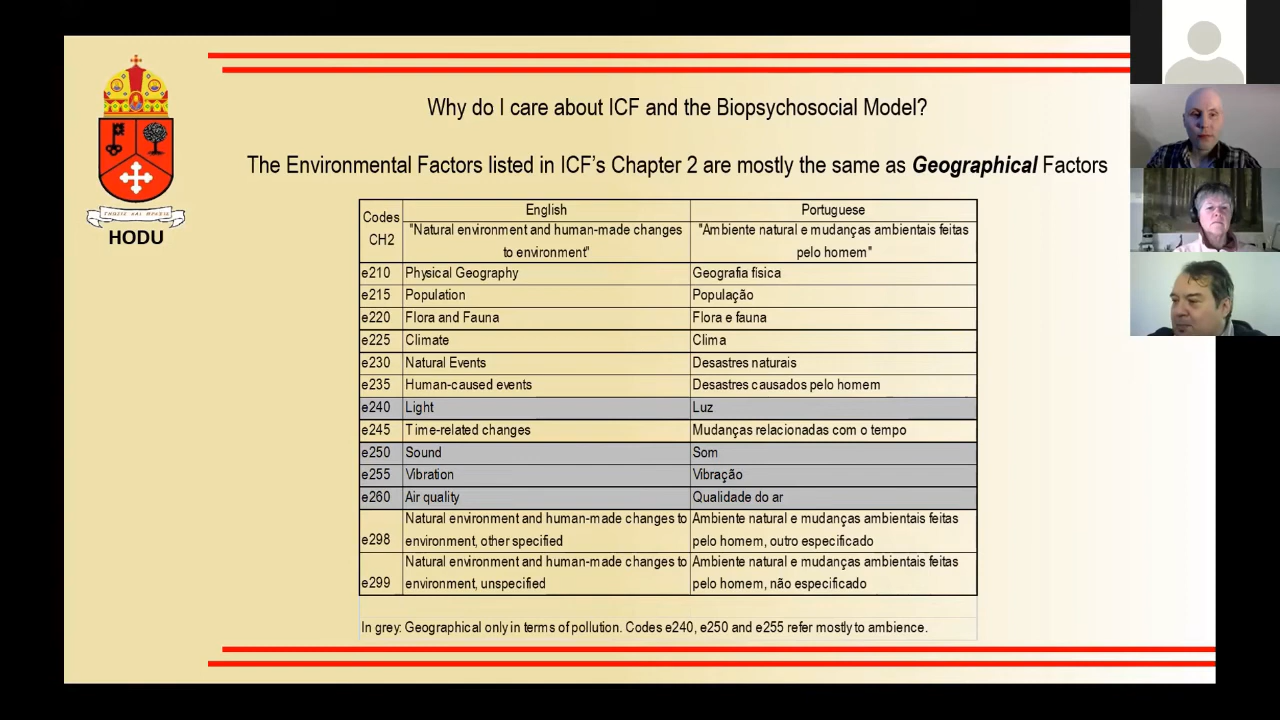 Why do I care about ICF and the Biopsychosocial Model?
The Environmental Factors listed in ICF’s Chapter 2 are mostly the same as Geographical Factors
HODU
Codes CH2 English Portuguese
"Natural environment and human-made changes "Ambiente natural e mudanças ambientais feitas
to environment" pelo homem"
e210 Physical Geography Geografia física
e215 Population População
e220 Flora and Fauna Flora e fauna
e225 Climate Clima
e230 Natural Events Desastres naturais
e235 Human-caused events Desastres causados pelo homem
e240 Light Luz
e245 Time-related changes Mudanças relacionadas com o tempo
e250 Sound Som
e255 Vibration Vibração
e260 Air quality Qualidade do ar
Natural environment and human-made changes to Ambiente natural e mudanças ambientais feitas
e298 environment, other specified pelo homem, outro especificado
Natural environment and human-made changes to Ambiente natural e mudanças ambientais feitas
e299 environment, unspecified pelo homem, não especificado
In grey: Geographical only in terms of pollution. Codes e240, e250 and e255 refer mostly to ambience.